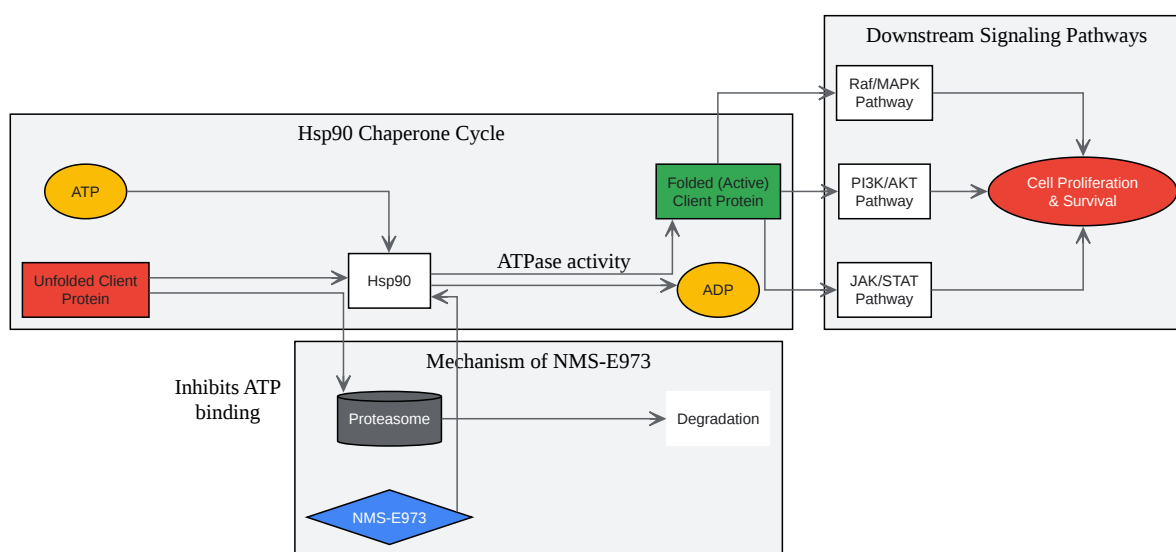 Downstream Signaling Pathways
Raf/MAPK
Pathway
Hsp90 Chaperone Cycle
ATP
Folded (Active)
Client Protein
PI3K/AKT
Pathway
Cell Proliferation
& Survival
ATPase activity
Unfolded Client
Protein
Hsp90
ADP
JAK/STAT
Pathway
Mechanism of NMS-E973
Inhibits ATP
binding
Proteasome
Degradation
NMS-E973